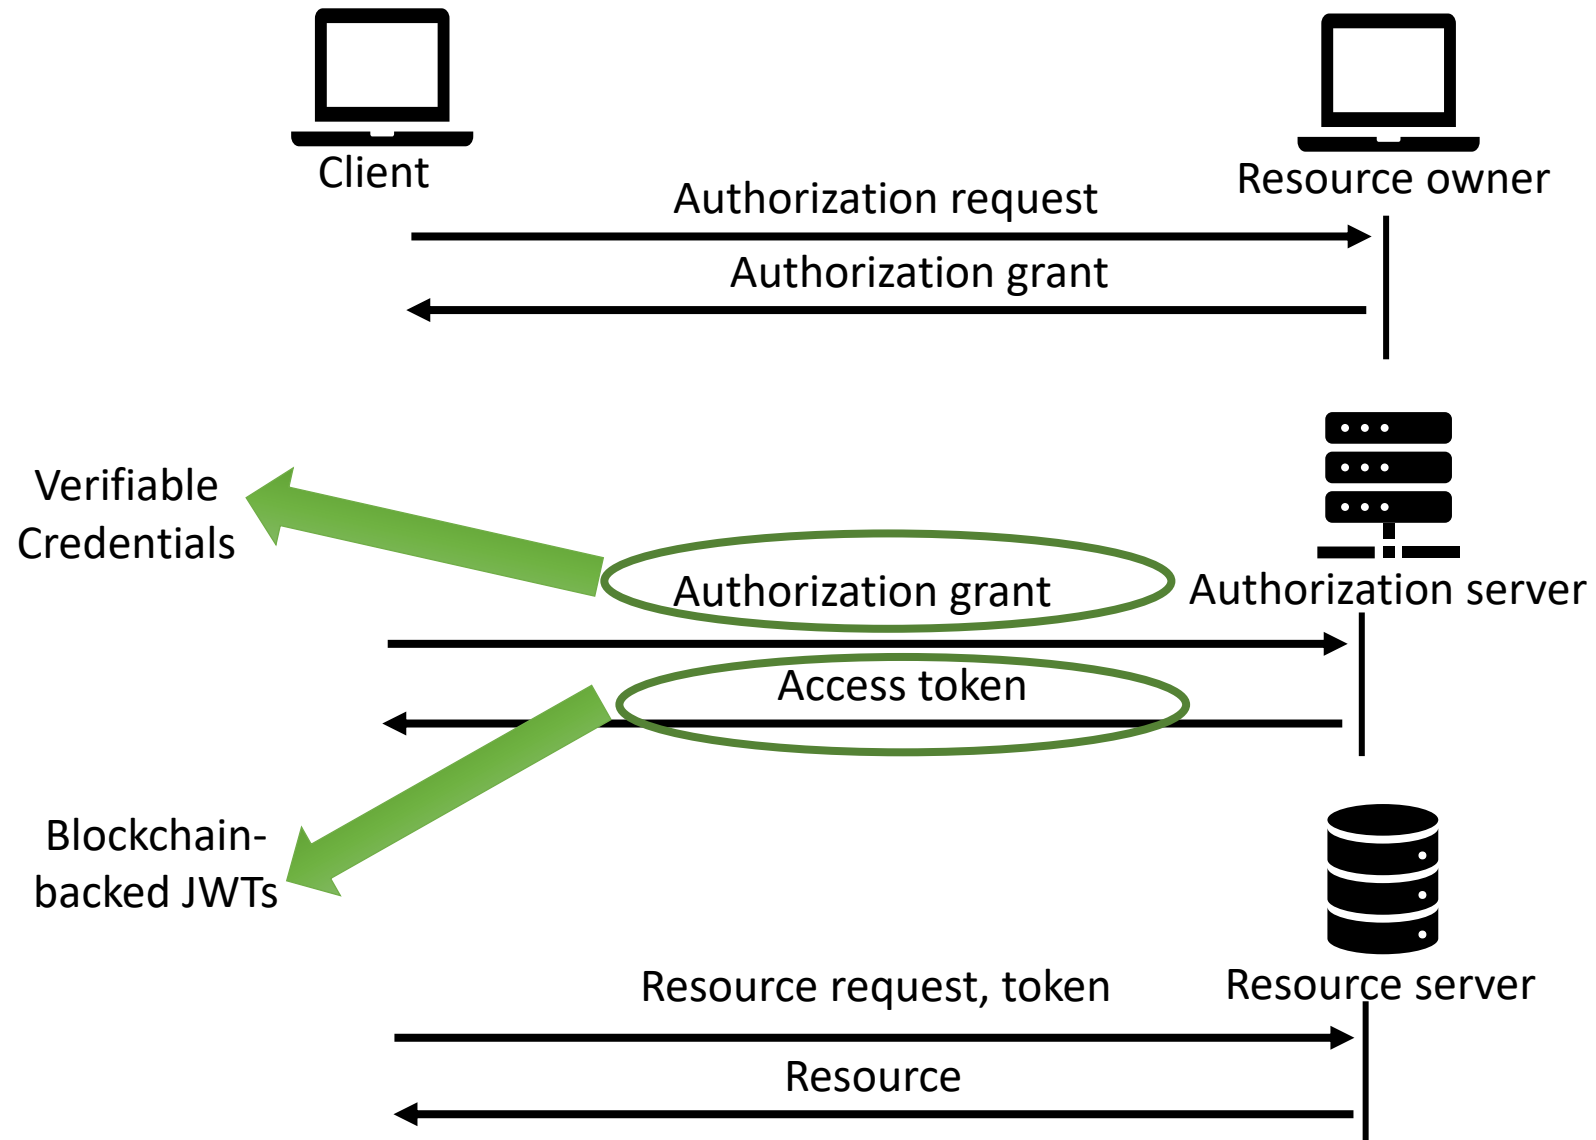 Client
Resource owner
Authorization request
Authorization grant
Verifiable
Credentials
Authorization grant
Authorization server
Access token
Blockchain-
backed JWTs
Resource request, token
Resource server
Resource